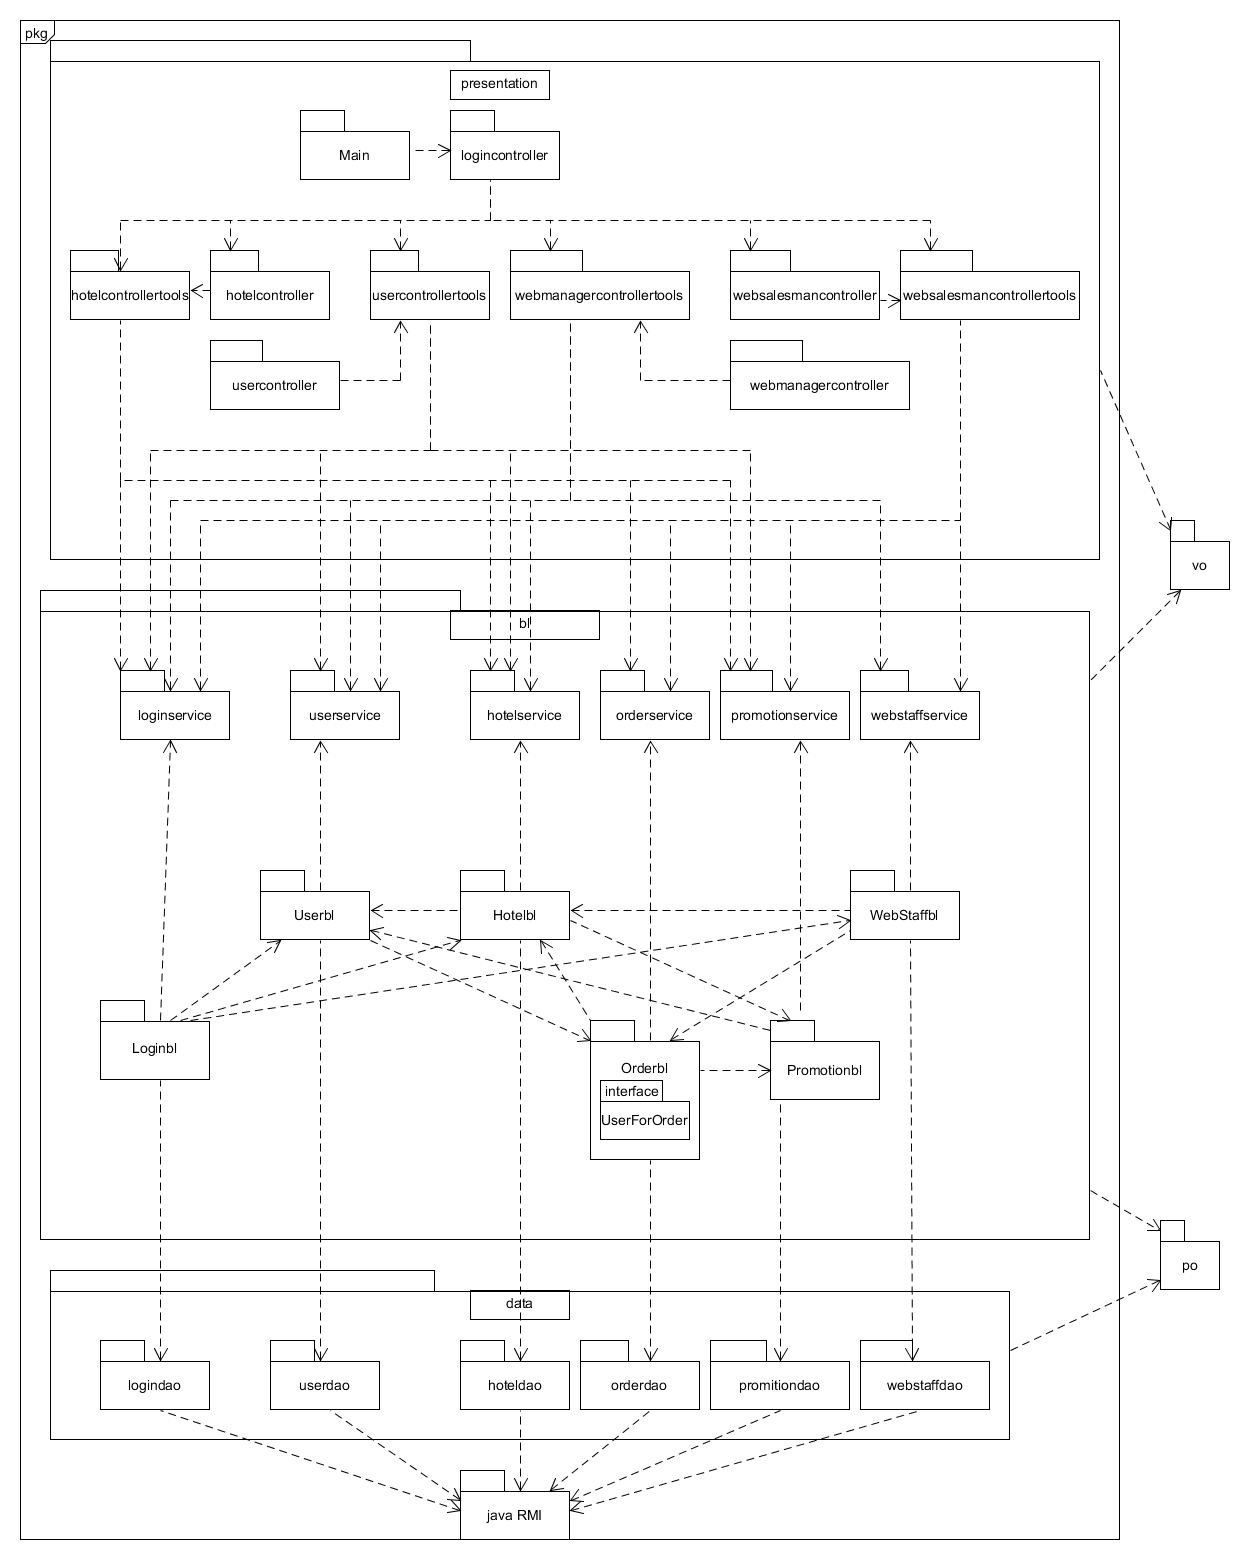 pkg
presentation
Main
logincontroller
hotelcontrollertools
hotelcontroller
usercontrollertools
webmanagercontrollertools
websalesmancontroller
websalesmancontrollertools
usercontroller
webmanagercontroller
vo
bl
loginservice
userservice
hotelservice
orderservice
promotionservice
webstaffservice
Userbl
Hotelbl
WebStaffbl
Loginbl
Orderbl
interface
UserForOrder
Promotionbl
po
data
logindao
userdao
hoteldao
orderdao
promitiondao
webstaffdao
java RMI